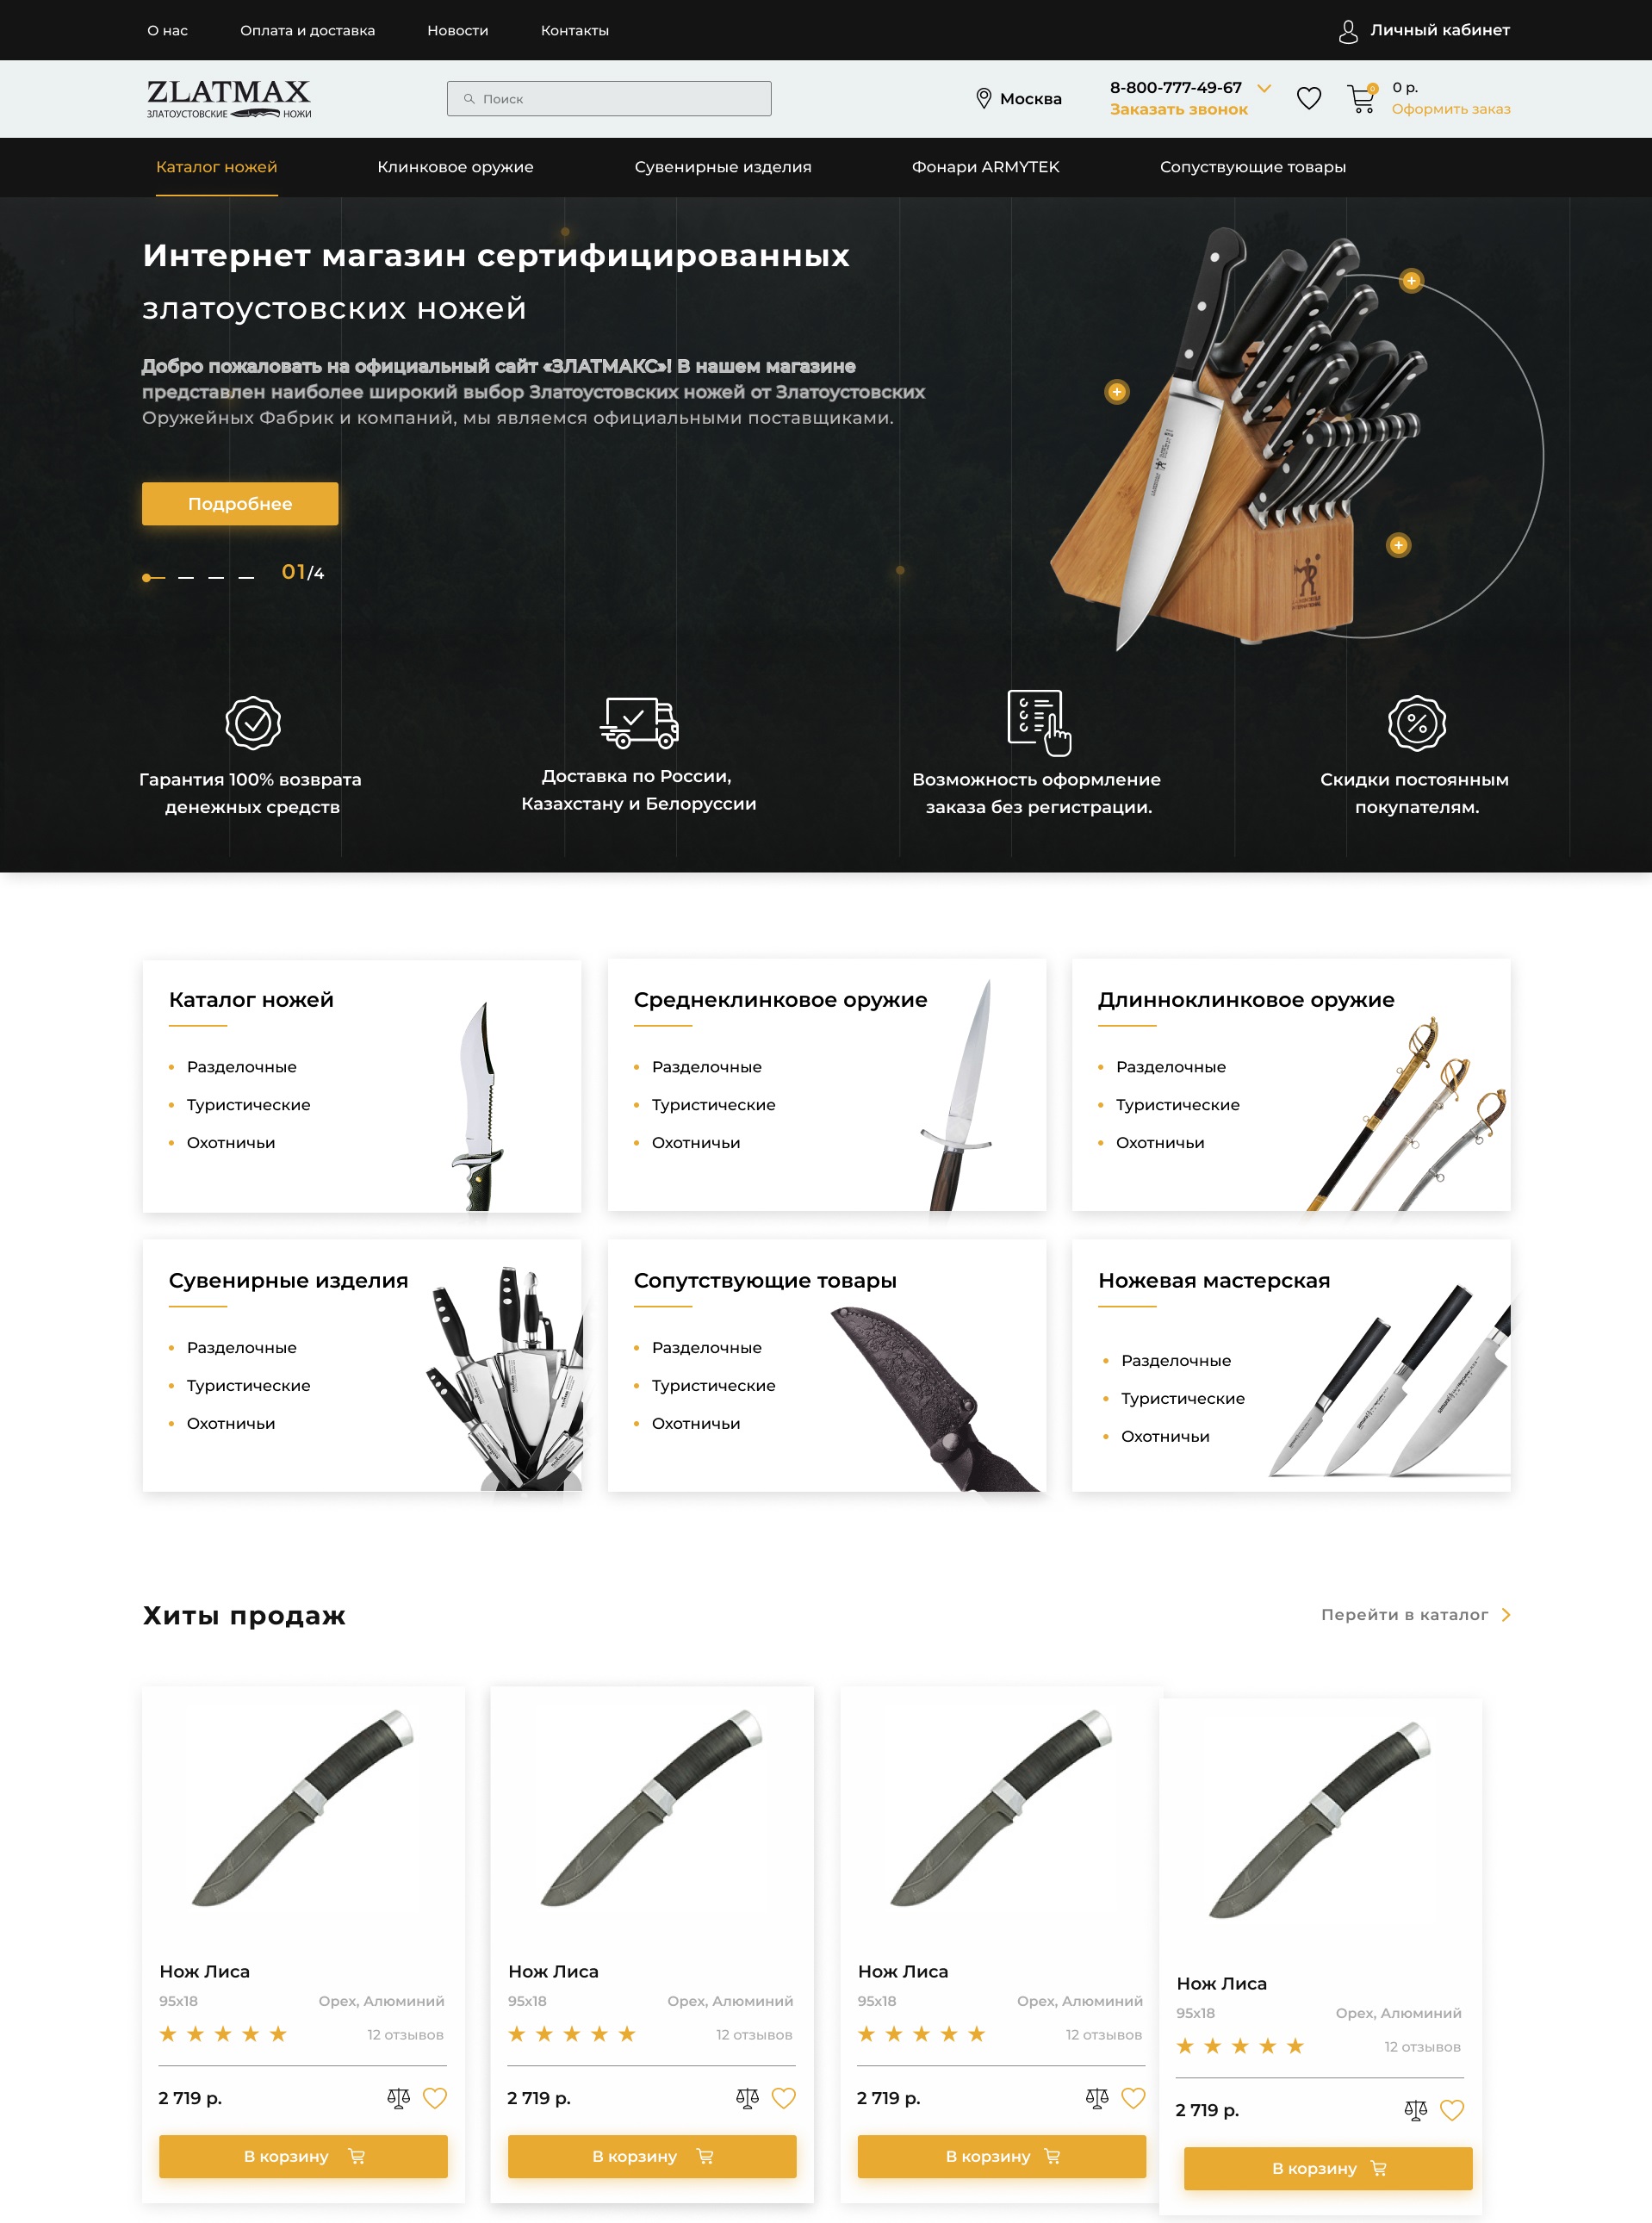 О нас
Оплата и доставка
Новости
Контакты
Личный кабинет
ZLATMAX
ЗЛАТОУСТОВСКИЕ НОЖИ
Поиск
Москва
8-800-777-49-67
Заказать звонок
0
0 р.
Оформить заказ
Каталог ножей
Клинковое оружие
Сувенирные изделия
Фонари ARMYTEK
Сопуствующие товары
Интернет магазин сертифицированных
златоустовских ножей
Добро пожаловать на официальный сайт «ЗЛАТМАКС»! В нашем магазине
представлен наиболее широкий выбор Златоустовских ножей от Златоустовских
Оружейных Фабрик и компаний, мы являемся официальными поставщиками.
Подробнее
01/4
Гарантия 100% возврата
денежных средств
Доставка по России,
Казахстану и Белоруссии
Возможность оформление
заказа без регистрации.
Скидки постоянным
покупателям.
Каталог ножей
Разделочные
Туристические
Охотничьи
Среднеклинковое оружие
Разделочные
Туристические
Охотничьи
Длинноклинковое оружие
Разделочные
Туристические
Охотничьи
Сувенирные изделия
Разделочные
Туристические
Охотничьи
Сопутствующие товары
Разделочные
Туристические
Охотничьи
Ножевая мастерская
Разделочные
Туристические
Охотничьи
Хиты продаж
Перейти в каталог
Нож Лиса
95х18
Орех, Алюминий
12 отзывов
2 719 р.
В корзину
Нож Лиса
95х18
Орех, Алюминий
12 отзывов
2 719 р.
В корзину
Нож Лиса
95х18
Орех, Алюминий
12 отзывов
2 719 р.
В корзину
Нож Лиса
95х18
Орех, Алюминий
12 отзывов
2 719 р.
В корзину